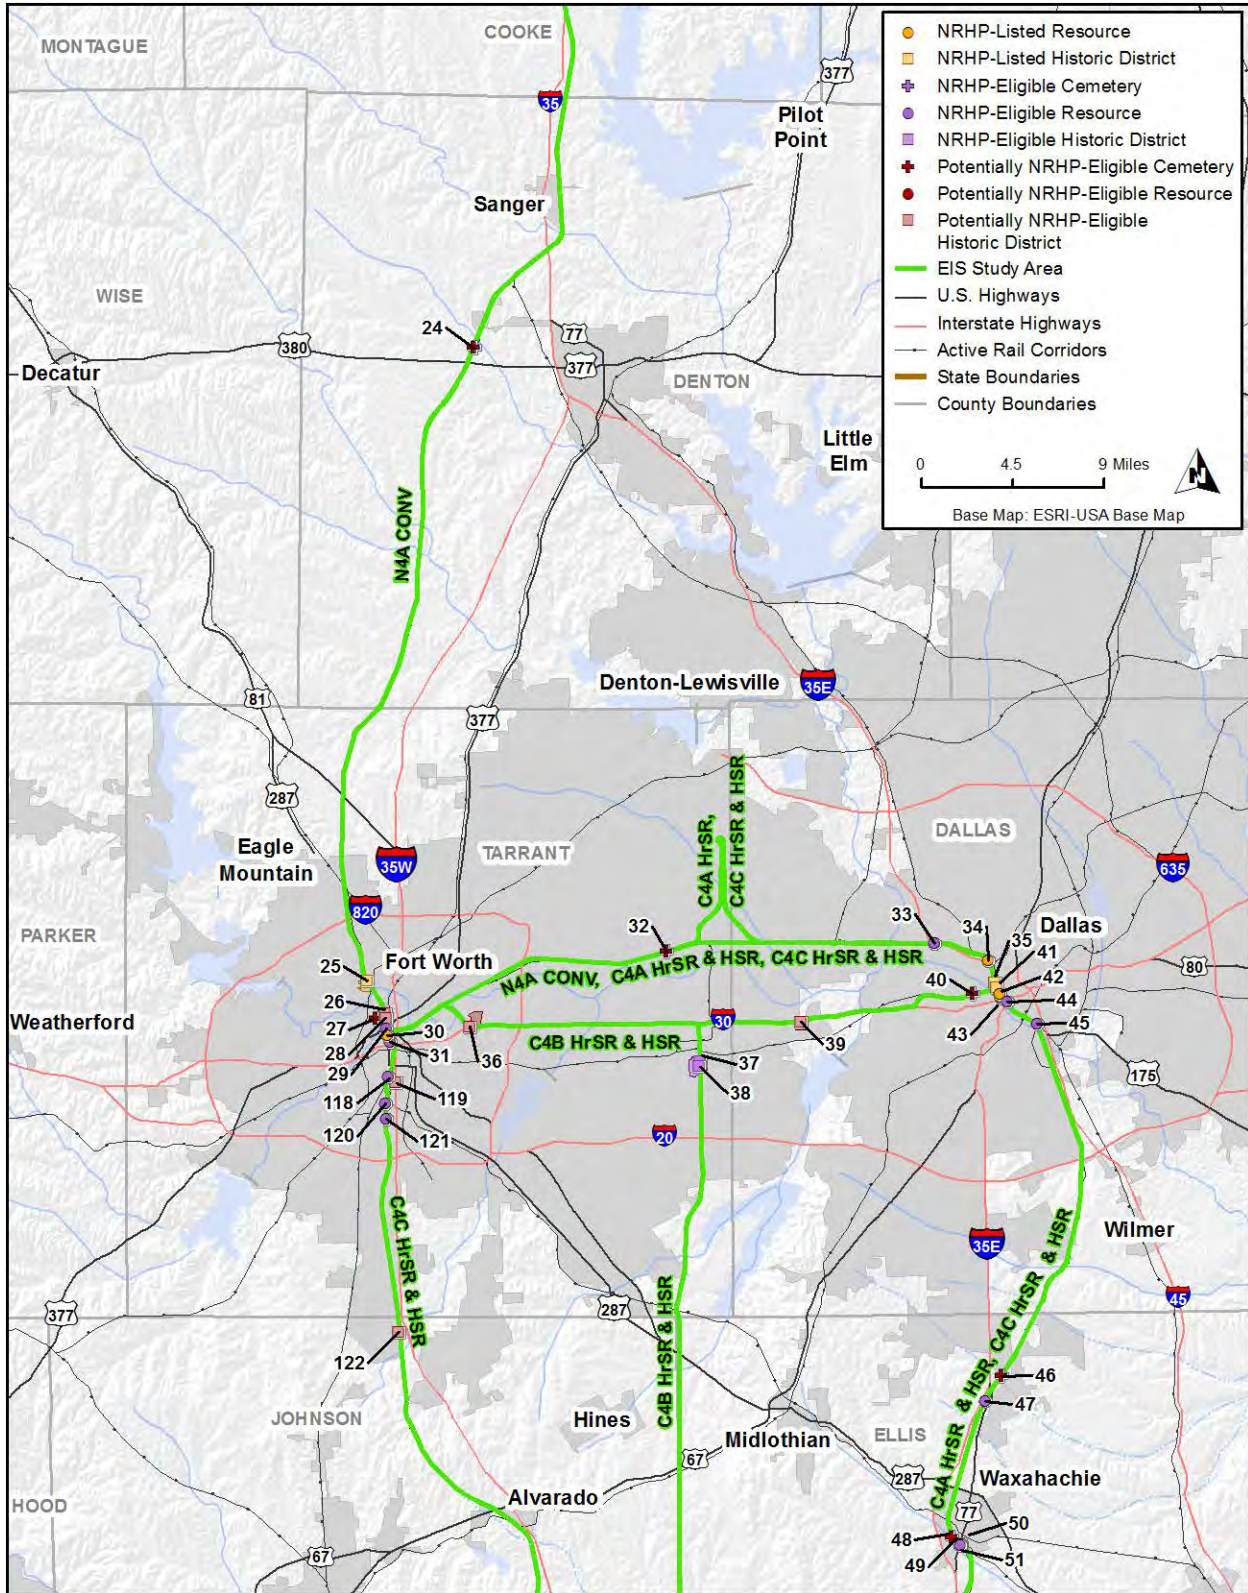 MONTAGUE
COOKE
377
35
Pilot
Point
Sanger
NRHP-Listed Resource
NRHP-Listed Historic District
NRHP-Eligible Cemetery
NRHP-Eligible Resource
NRHP-Eligible Historic District
Potentially NRHP-Eligible Cemetery
Potentially NRHP-Eligible Resource
Potentially NRHP-Eligible
Historic District
EIS Study Area
U.S. Highways
Interstate Highways
Active Rail Corridors
State Boundaries
County Boundaries
0 4.5 9 Miles
N
Base Map: ESRI-USA Base Map
WISE
24
77
380
377
Decatur
DENTON
Little
Elm
N4A CONV
Denton-Lewisville
35E
81
377
287
C4A HrSR,
C4C HrSR & HSR
DALLAS
Eagle
Mountain
TARRANT
35W
635
820
PARKER
32
33
34
Dallas
35
Fort Worth
41
25
N4A CONV, C4A HrSR & HSR, C4C HrSR & HSR
80
40
42
26
44
Weatherford
27
30
30
43
45
28
36
C4B HrSR & HSR
39
29
31
37
175
118
119
38
120
121
20
C4C HrSR & HSR
Wilmer
35E
C4B HrSR & HSR
C4A HrSR & HSR, C4C HrSR & HSR
45
377
287
122
46
47
JOHNSON
Hines
Midlothian
ELLIS
67
287
Waxahachie
HOOD
Alvarado
77
50
48
49
51
67